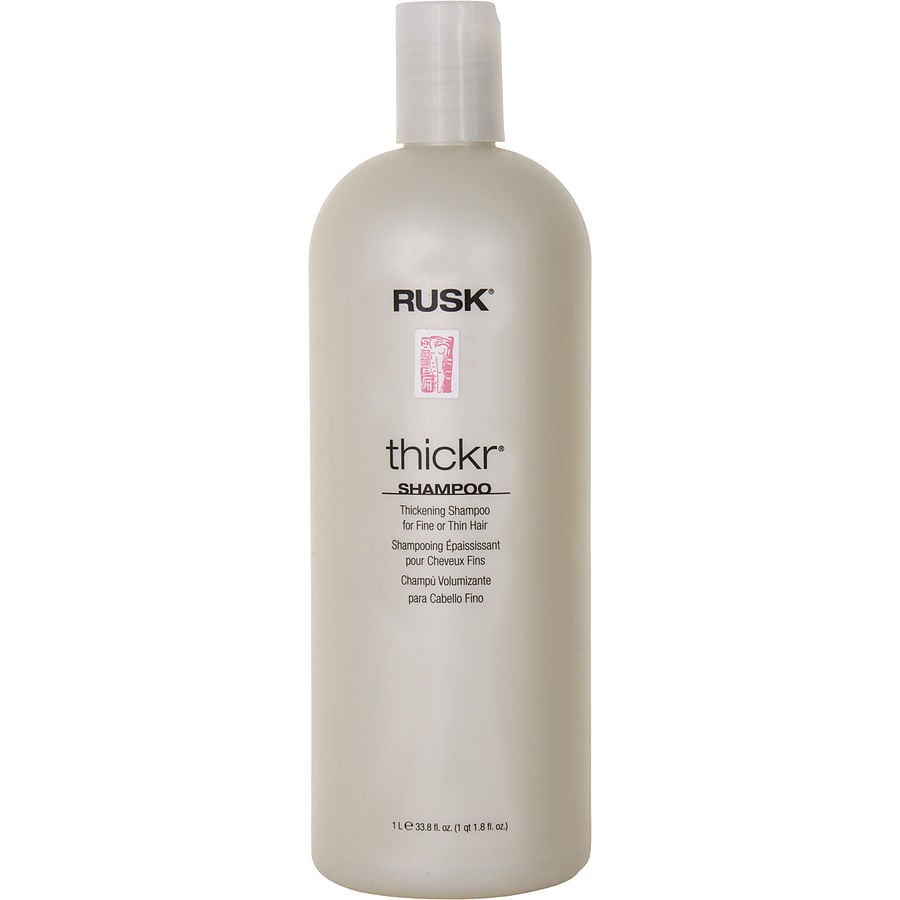 RUSK®
thickr®
SHAMPOO
Thickening Shampoo
for Fine or Thin Hair
Shampooing Épaississant
pour Cheveux Fins
Champú Volumizante
para Cabello Fino
1 L ℮ 33.8 fl. oz. (1 qt 1.8 fl. oz.)